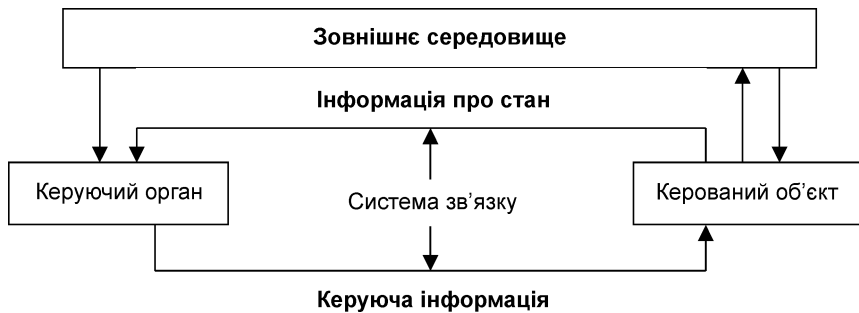 Зовнішнє середовище
Інформація про стан
Керуючий орган
Система зв’язку
Керований об’єкт
Керуюча інформація